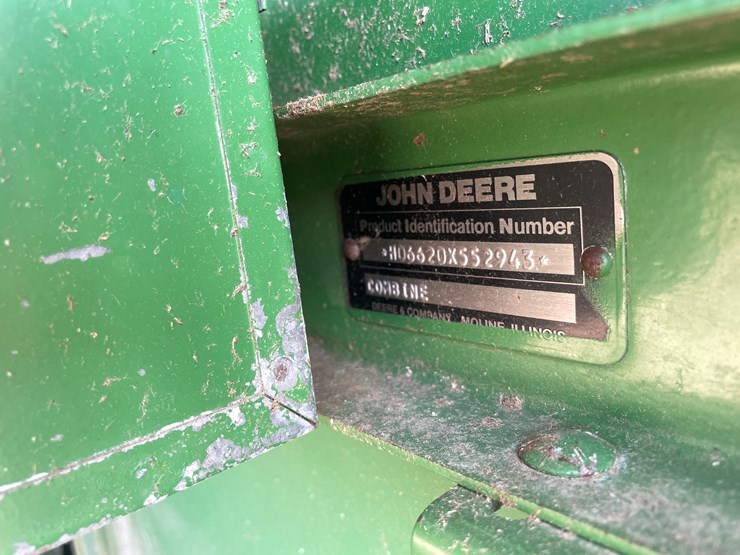 JOHN DEERE
Product Identification Number
*H06620X552943*
COMBINE
DEERE & COMPANY MOLINE, ILLINOIS